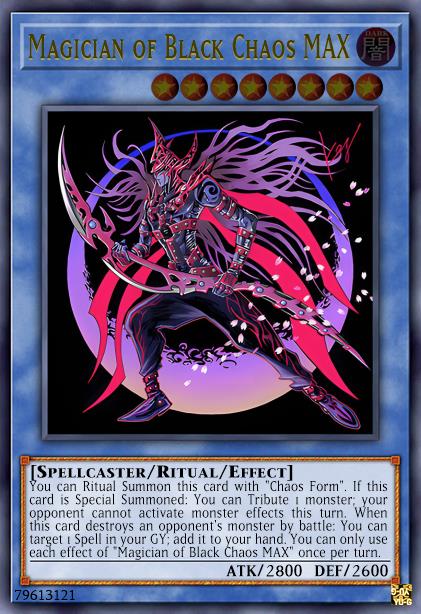 MAGICIAN OF BLACK CHAOS MAX
DARK
闇
[SPELLCASTER/RITUAL/EFFECT]
You can Ritual Summon this card with "Chaos Form". If this
card is Special Summoned: You can Tribute 1 monster; your
opponent cannot activate monster effects this turn. When
this card destroys an opponent's monster by battle: You can
target 1 Spell in your GY; add it to your hand. You can only
use each effect of "Magician of Black Chaos MAX" once per turn.
ATK/2800 DEF/2600
79613121